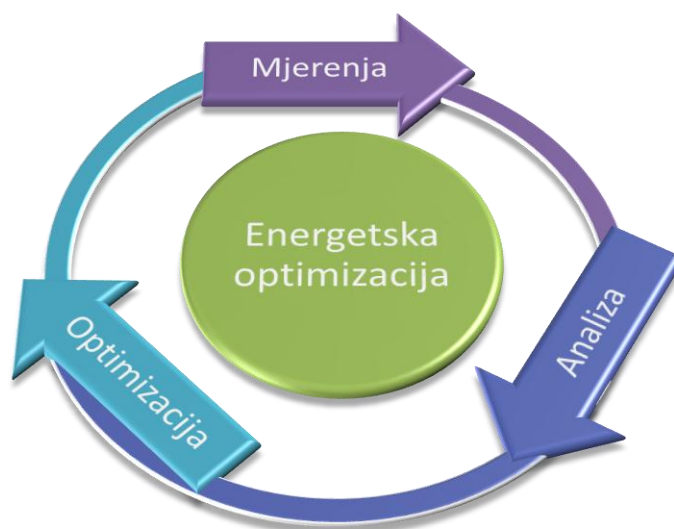 Mjerenja
Energetska
optimizacija
Analiza
Optimizacija